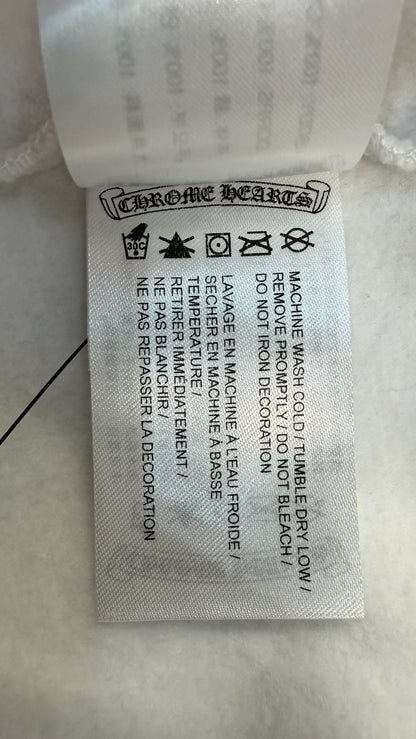 CHROME HEARTS
30C
MACHINE WASH COLD / TUMBLE DRY LOW /
REMOVE PROMPTLY / DO NOT BLEACH /
DO NOT IRON DECORATION
LAVAGE EN MACHINE À L'EAU FROIDE /
SECHER EN MACHINE À BASSE
TEMPERATURE /
RETIRER IMMÉDIATEMENT /
NE PAS BLANCHIR /
NE PAS REPASSER LA DECORATION